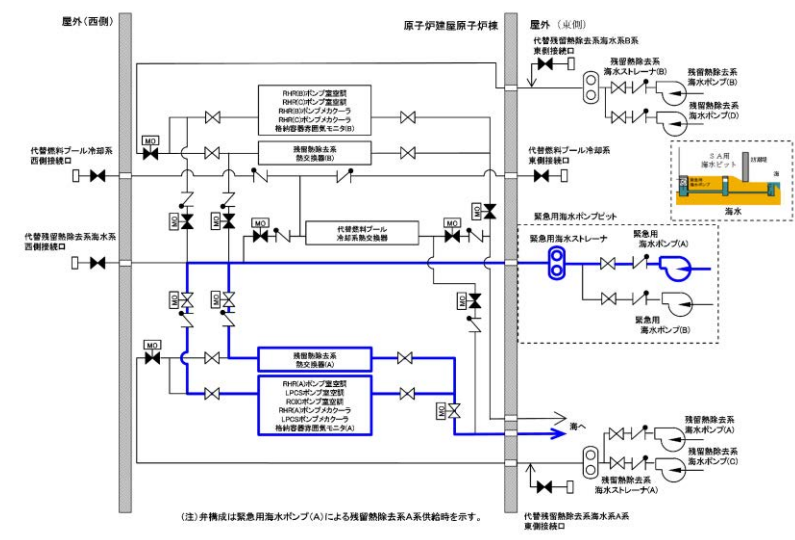 屋外(西側)
原子炉建屋原子炉棟
屋外(東側)
代替残留熱除去系海水系B系
東側接続口
残留熱除去系
海水ストレーナ(B)
残留熱除去系
海水ポンプ(B)
残留熱除去系
海水ポンプ(D)
RHR(B)ポンプ室空調
RHR(C)ポンプ室空調
RHR(B)ポンプメカクーラ
RHR(C)ポンプメカクーラ
格納容器雰囲気モニタ(B)
MO
残留熱除去系
熱交換器(B)
代替燃料プール冷却系
西側接続口
代替燃料プール冷却系
東側接続口
SA用
海水ピット
海
海水
MO
MO
MO
MO
代替燃料プール
冷却系熱交換器
MO
MO
代替残留熱除去系海水系
西側接続口
緊急用海水ポンプピット
緊急用海水ストレーナ
緊急用
海水ポンプ(A)
緊急用
海水ポンプ(B)
MO
MO
MO
MO
残留熱除去系
熱交換器(A)
RHR(A)ポンプ室空調
LPCSポンプ室空調
RCICポンプ室空調
RHR(A)ポンプメカクーラ
LPCSポンプメカクーラ
格納容器雰囲気モニタ(A)
MO
海へ
残留熱除去系
海水ポンプ(A)
残留熱除去系
海水ポンプ(C)
残留熱除去系
海水ストレーナ(A)
代替残留熱除去系海水系A系
東側接続口
(注)弁構成は緊急用海水ポンプ(A)による残留熱除去系A系供給時を示す。